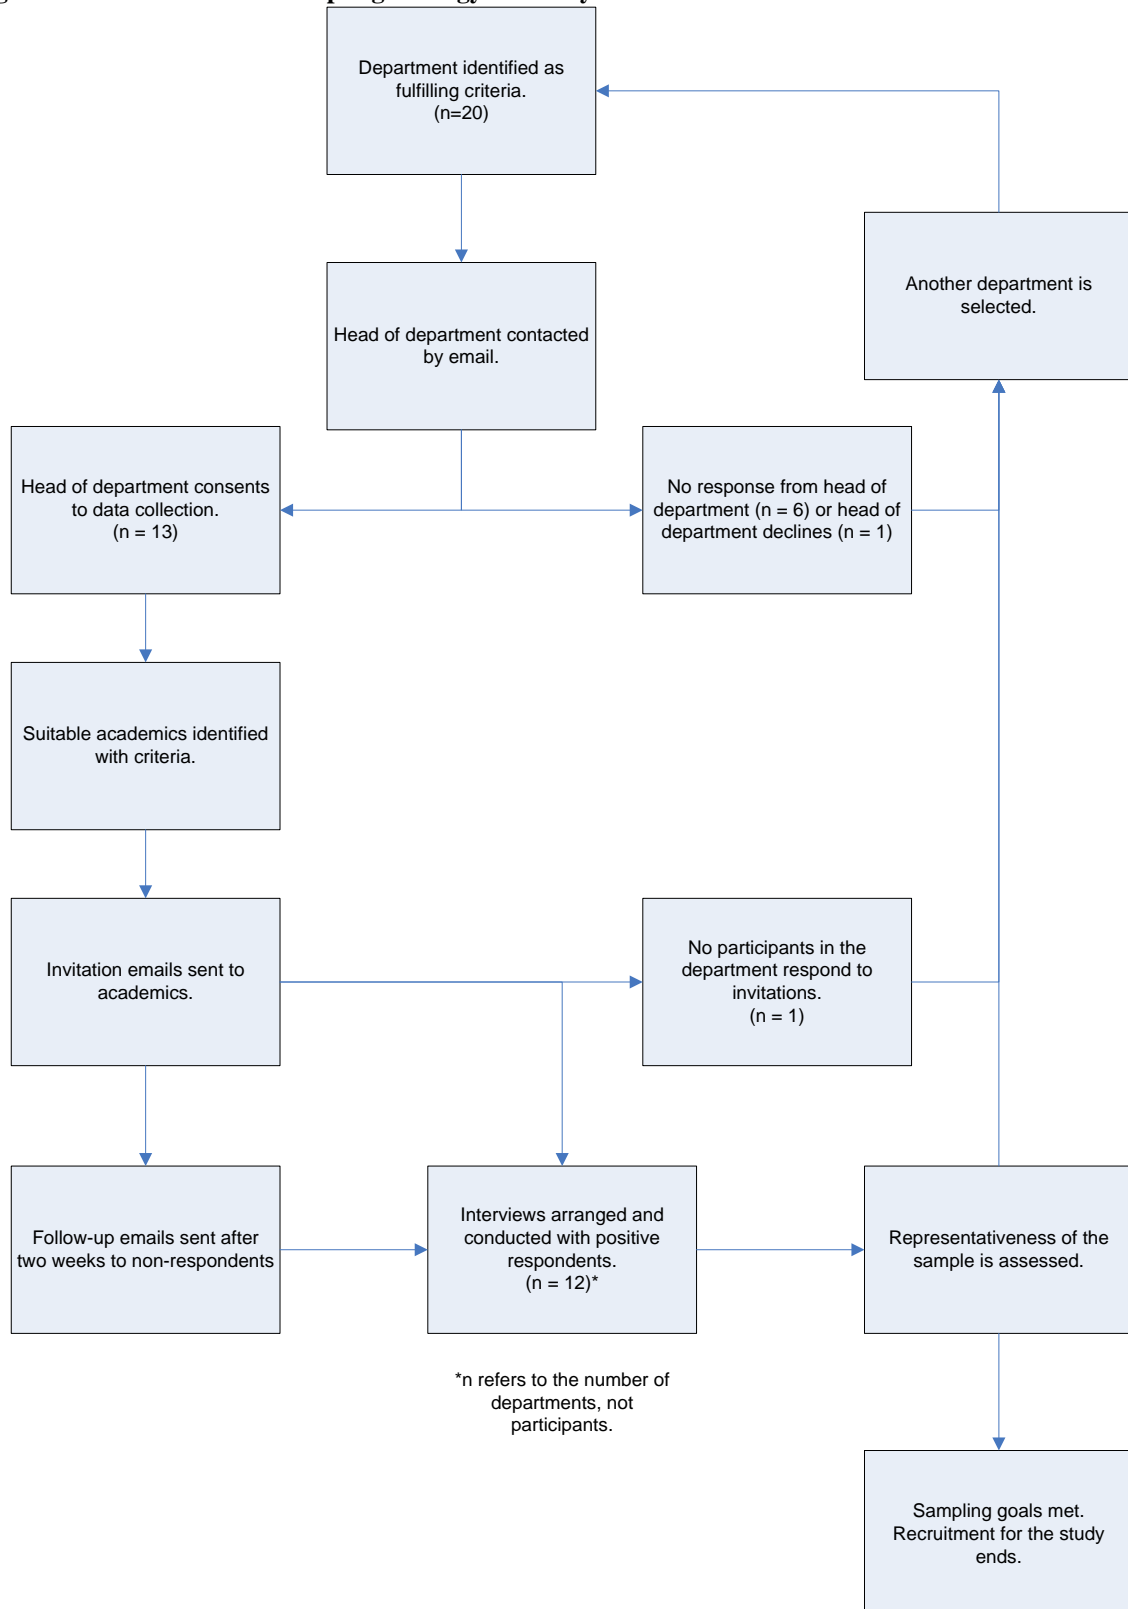 Department identified as
fulfilling criteria.
(n=20)
Another department is
selected.
Head of department contacted
by email.
Head of department consents
to data collection.
(n = 13)
No response from head of
department (n = 6) or head of
department declines (n = 1)
Suitable academics identified
with criteria.
Invitation emails sent to
academics.
No participants in the
department respond to
invitations.
(n = 1)
Follow-up emails sent after
two weeks to non-respondents
Interviews arranged and
conducted with positive
respondents.
(n = 12)*
Representativeness of the
sample is assessed.
*n refers to the number of
departments, not
participants.
Sampling goals met.
Recruitment for the study
ends.